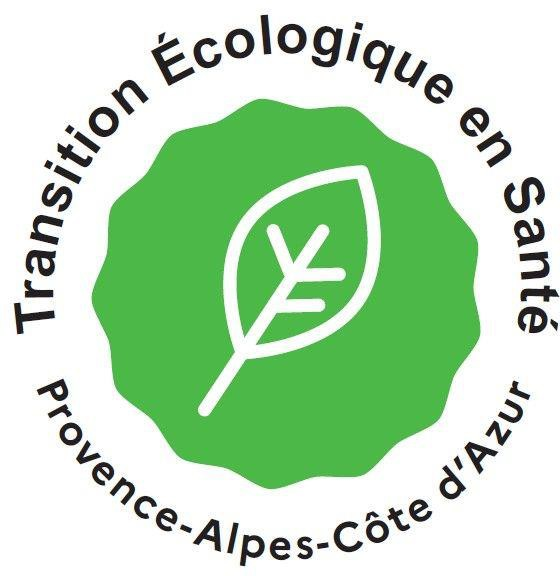 Transition Écologique en Santé
Provence-Alpes-Côte d'Azur